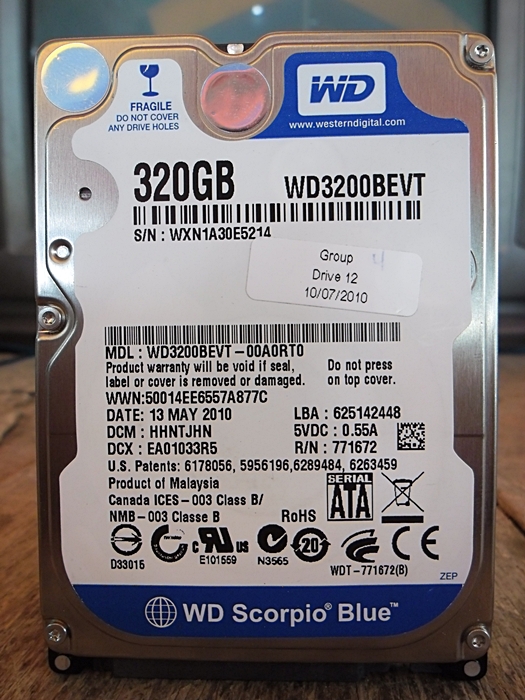 FRAGILE
DO NOT COVER
ANY DRIVE HOLES
WD
www.westerndigital.com
320GB WD3200BEVT
S/N : WXN1A30E5214
Group 4
Drive 12
10/07/2010
MDL : WD3200BEVT-00A0RT0
Product warranty will be void if seal,
label or cover is removed or damaged.
Do not press
on top cover.
WWN:50014EE6557A877C
DATE: 13 MAY 2010 LBA : 625142448
DCM : HHNTJHN 5VDC : 0.55A
DCX : EA01033R5 R/N : 771672
U.S. Patents: 6178056, 5956196,6289484, 6263459
Product of Malaysia
Canada ICES-003 Class B/
NMB-003 Classe B
RoHS
SERIAL
ATA
D33015
c RU US
E101559
N3565
20
CE
WDT-771672(B)
ZEP
WD Scorpio® Blue™